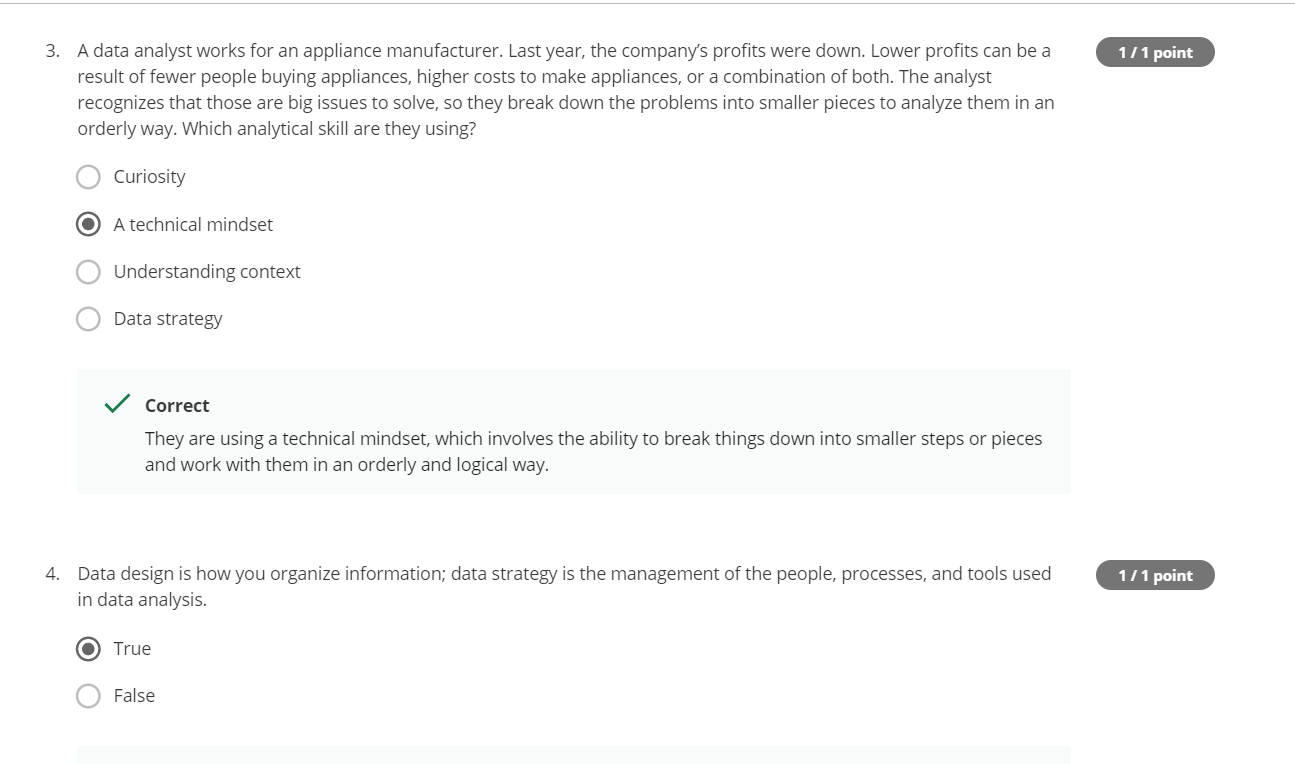 3. A data analyst works for an appliance manufacturer. Last year, the company’s profits were down. Lower profits can be a
1 / 1 point
result of fewer people buying appliances, higher costs to make appliances, or a combination of both. The analyst
recognizes that those are big issues to solve, so they break down the problems into smaller pieces to analyze them in an
orderly way. Which analytical skill are they using?
Curiosity
A technical mindset
Understanding context
Data strategy
Correct
They are using a technical mindset, which involves the ability to break things down into smaller steps or pieces
and work with them in an orderly and logical way.
4. Data design is how you organize information; data strategy is the management of the people, processes, and tools used
1 / 1 point
in data analysis.
True
False